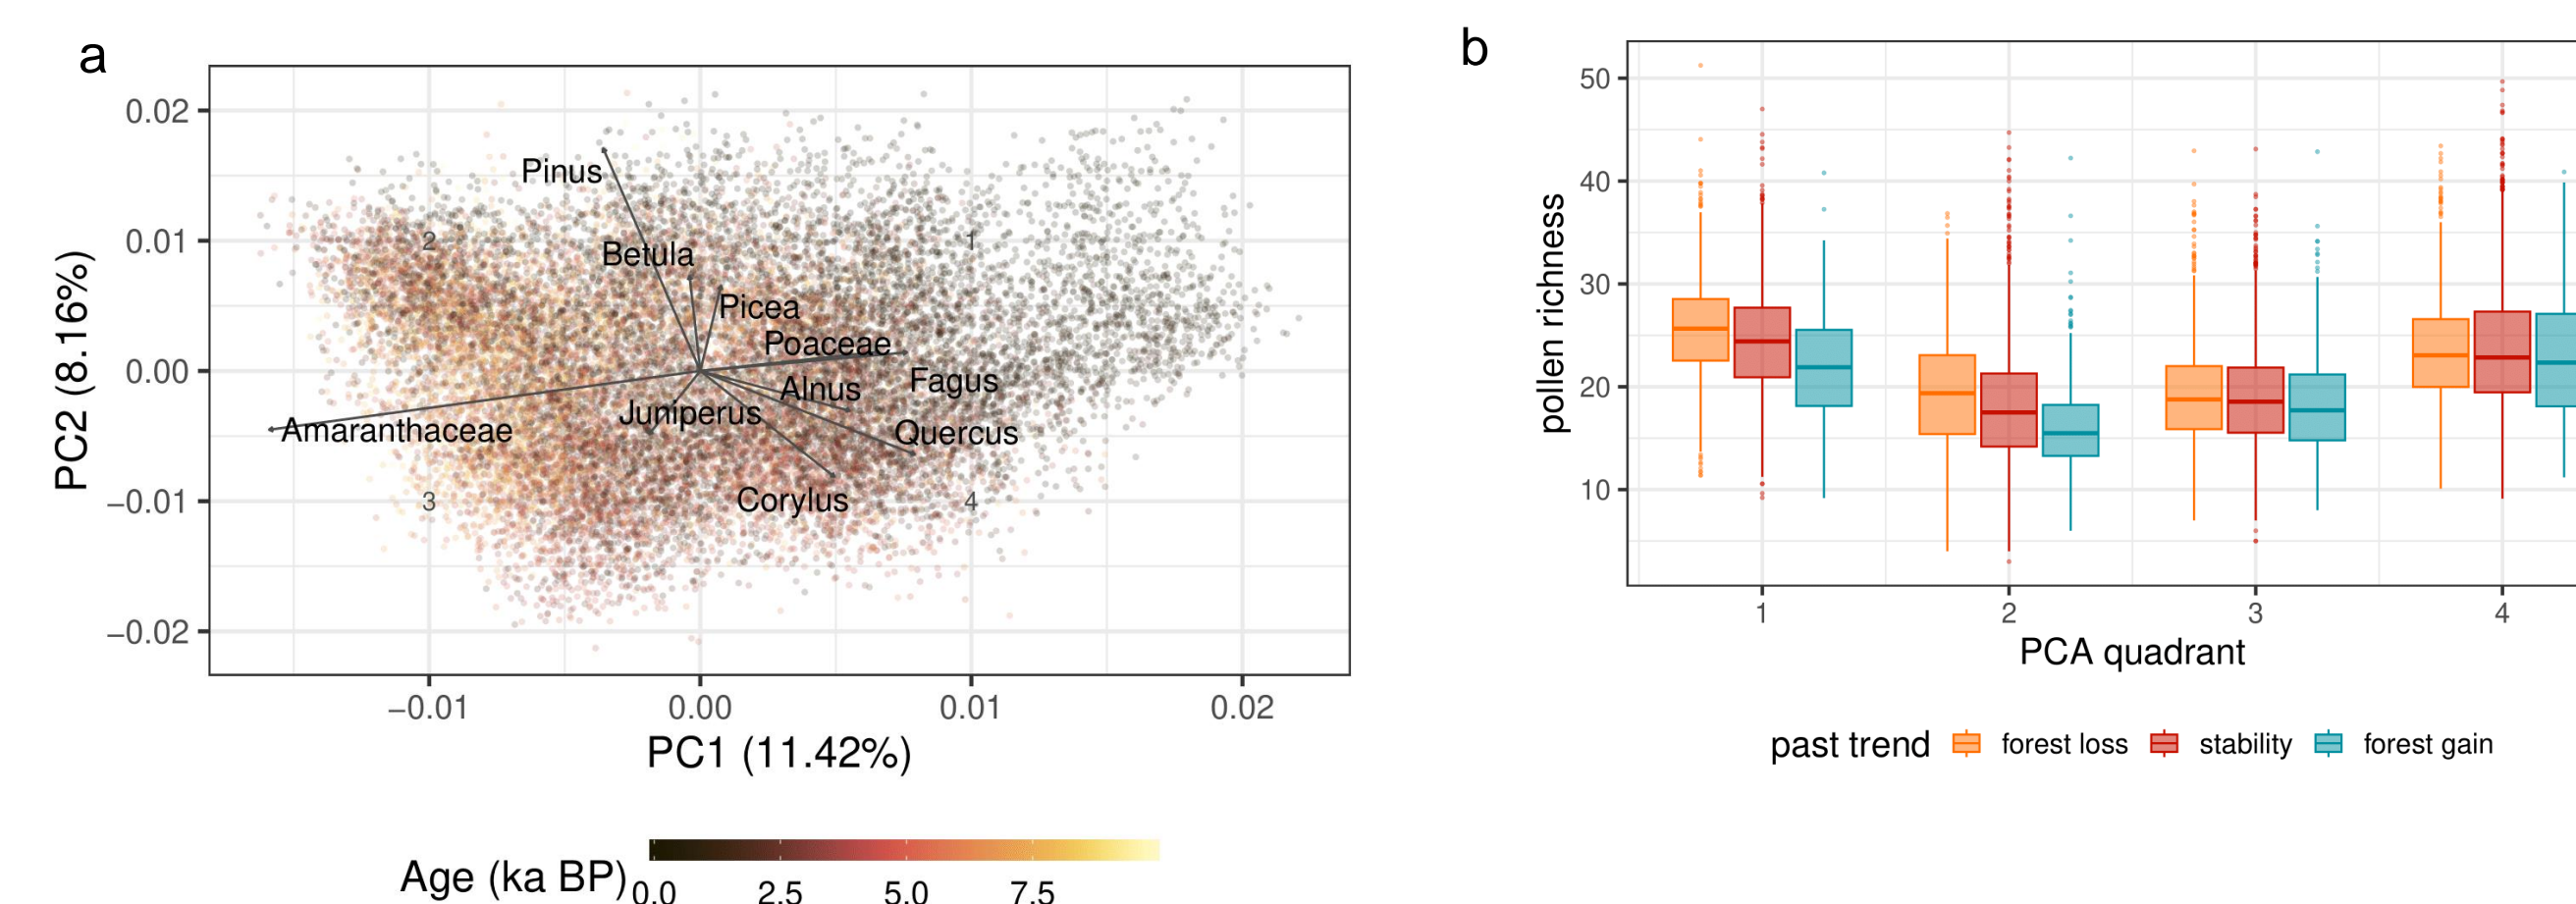 a
0.02
0.01
0.00
−0.01
−0.02
PC2 (8.16%)
Pinus
2
1
Betula
Picea
Poaceae
Alnus
Fagus
Juniperus
Amaranthaceae
Quercus
3
Corylus
4
−0.01
0.00
0.01
0.02
PC1 (11.42%)
Age (ka BP)
0.0
2.5
5.0
7.5
b
50
40
30
20
10
pollen richness
1
2
3
4
PCA quadrant
past trend
forest loss
stability
forest gain